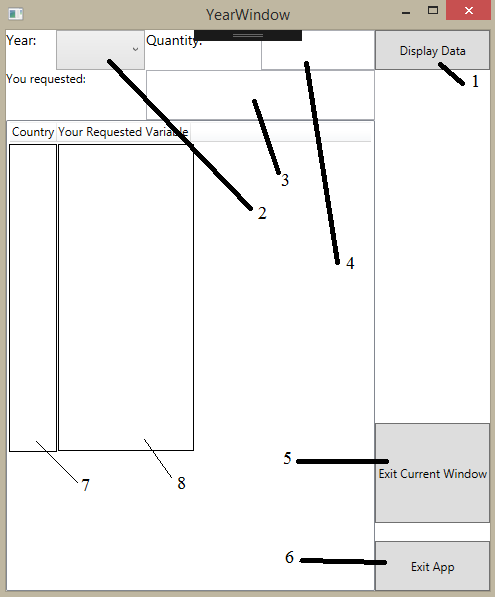 YearWindow
Year:
Quantity:
Display Data
You requested:
1
Country
Your Requested Variable
3
2
4
5
Exit Current Window
7
8
6
Exit App